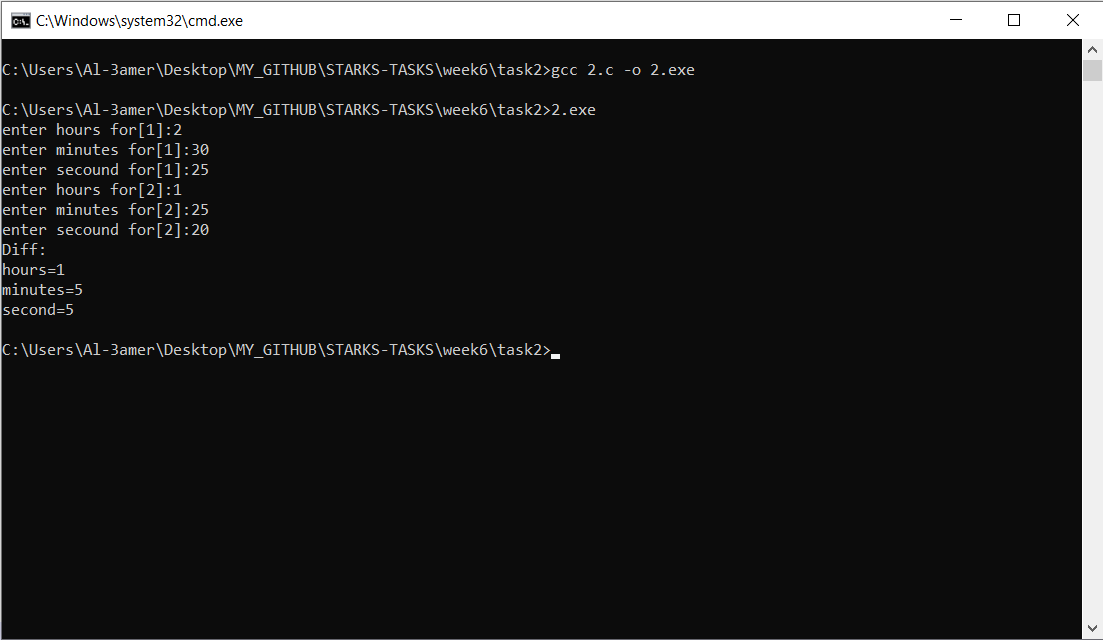 C:\Windows\system32\cmd.exe
C:\Users\Al-3amer\Desktop\MY_GITHUB\STARKS-TASKS\week6\task2>gcc 2.c -o 2.exe
C:\Users\Al-3amer\Desktop\MY_GITHUB\STARKS-TASKS\week6\task2>2.exe
enter hours for[1]:2
enter minutes for[1]:30
enter secound for[1]:25
enter hours for[2]:1
enter minutes for[2]:25
enter secound for[2]:20
Diff:
hours=1
minutes=5
second=5
C:\Users\Al-3amer\Desktop\MY_GITHUB\STARKS-TASKS\week6\task2>